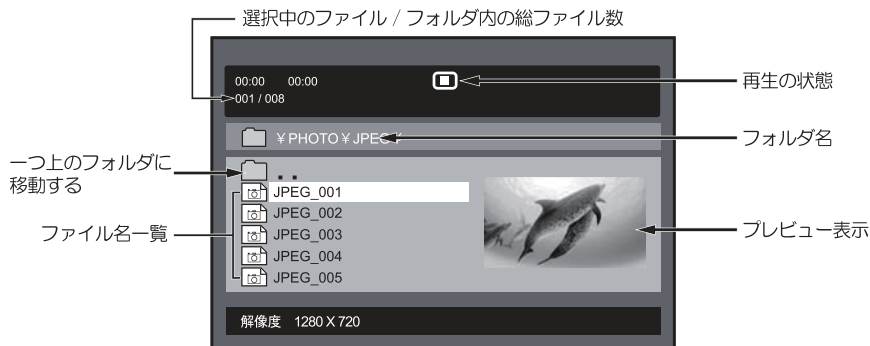 選択中のファイル / フォルダ内の総ファイル数
00:00 00:00
001 / 008
再生の状態
¥ PHOTO ¥ JPEG ¥
フォルダ名
一つ上のフォルダに
移動する
. .
JPEG_001
JPEG_002
JPEG_003
JPEG_004
JPEG_005
ファイル名一覧
プレビュー表示
解像度 1280 X 720